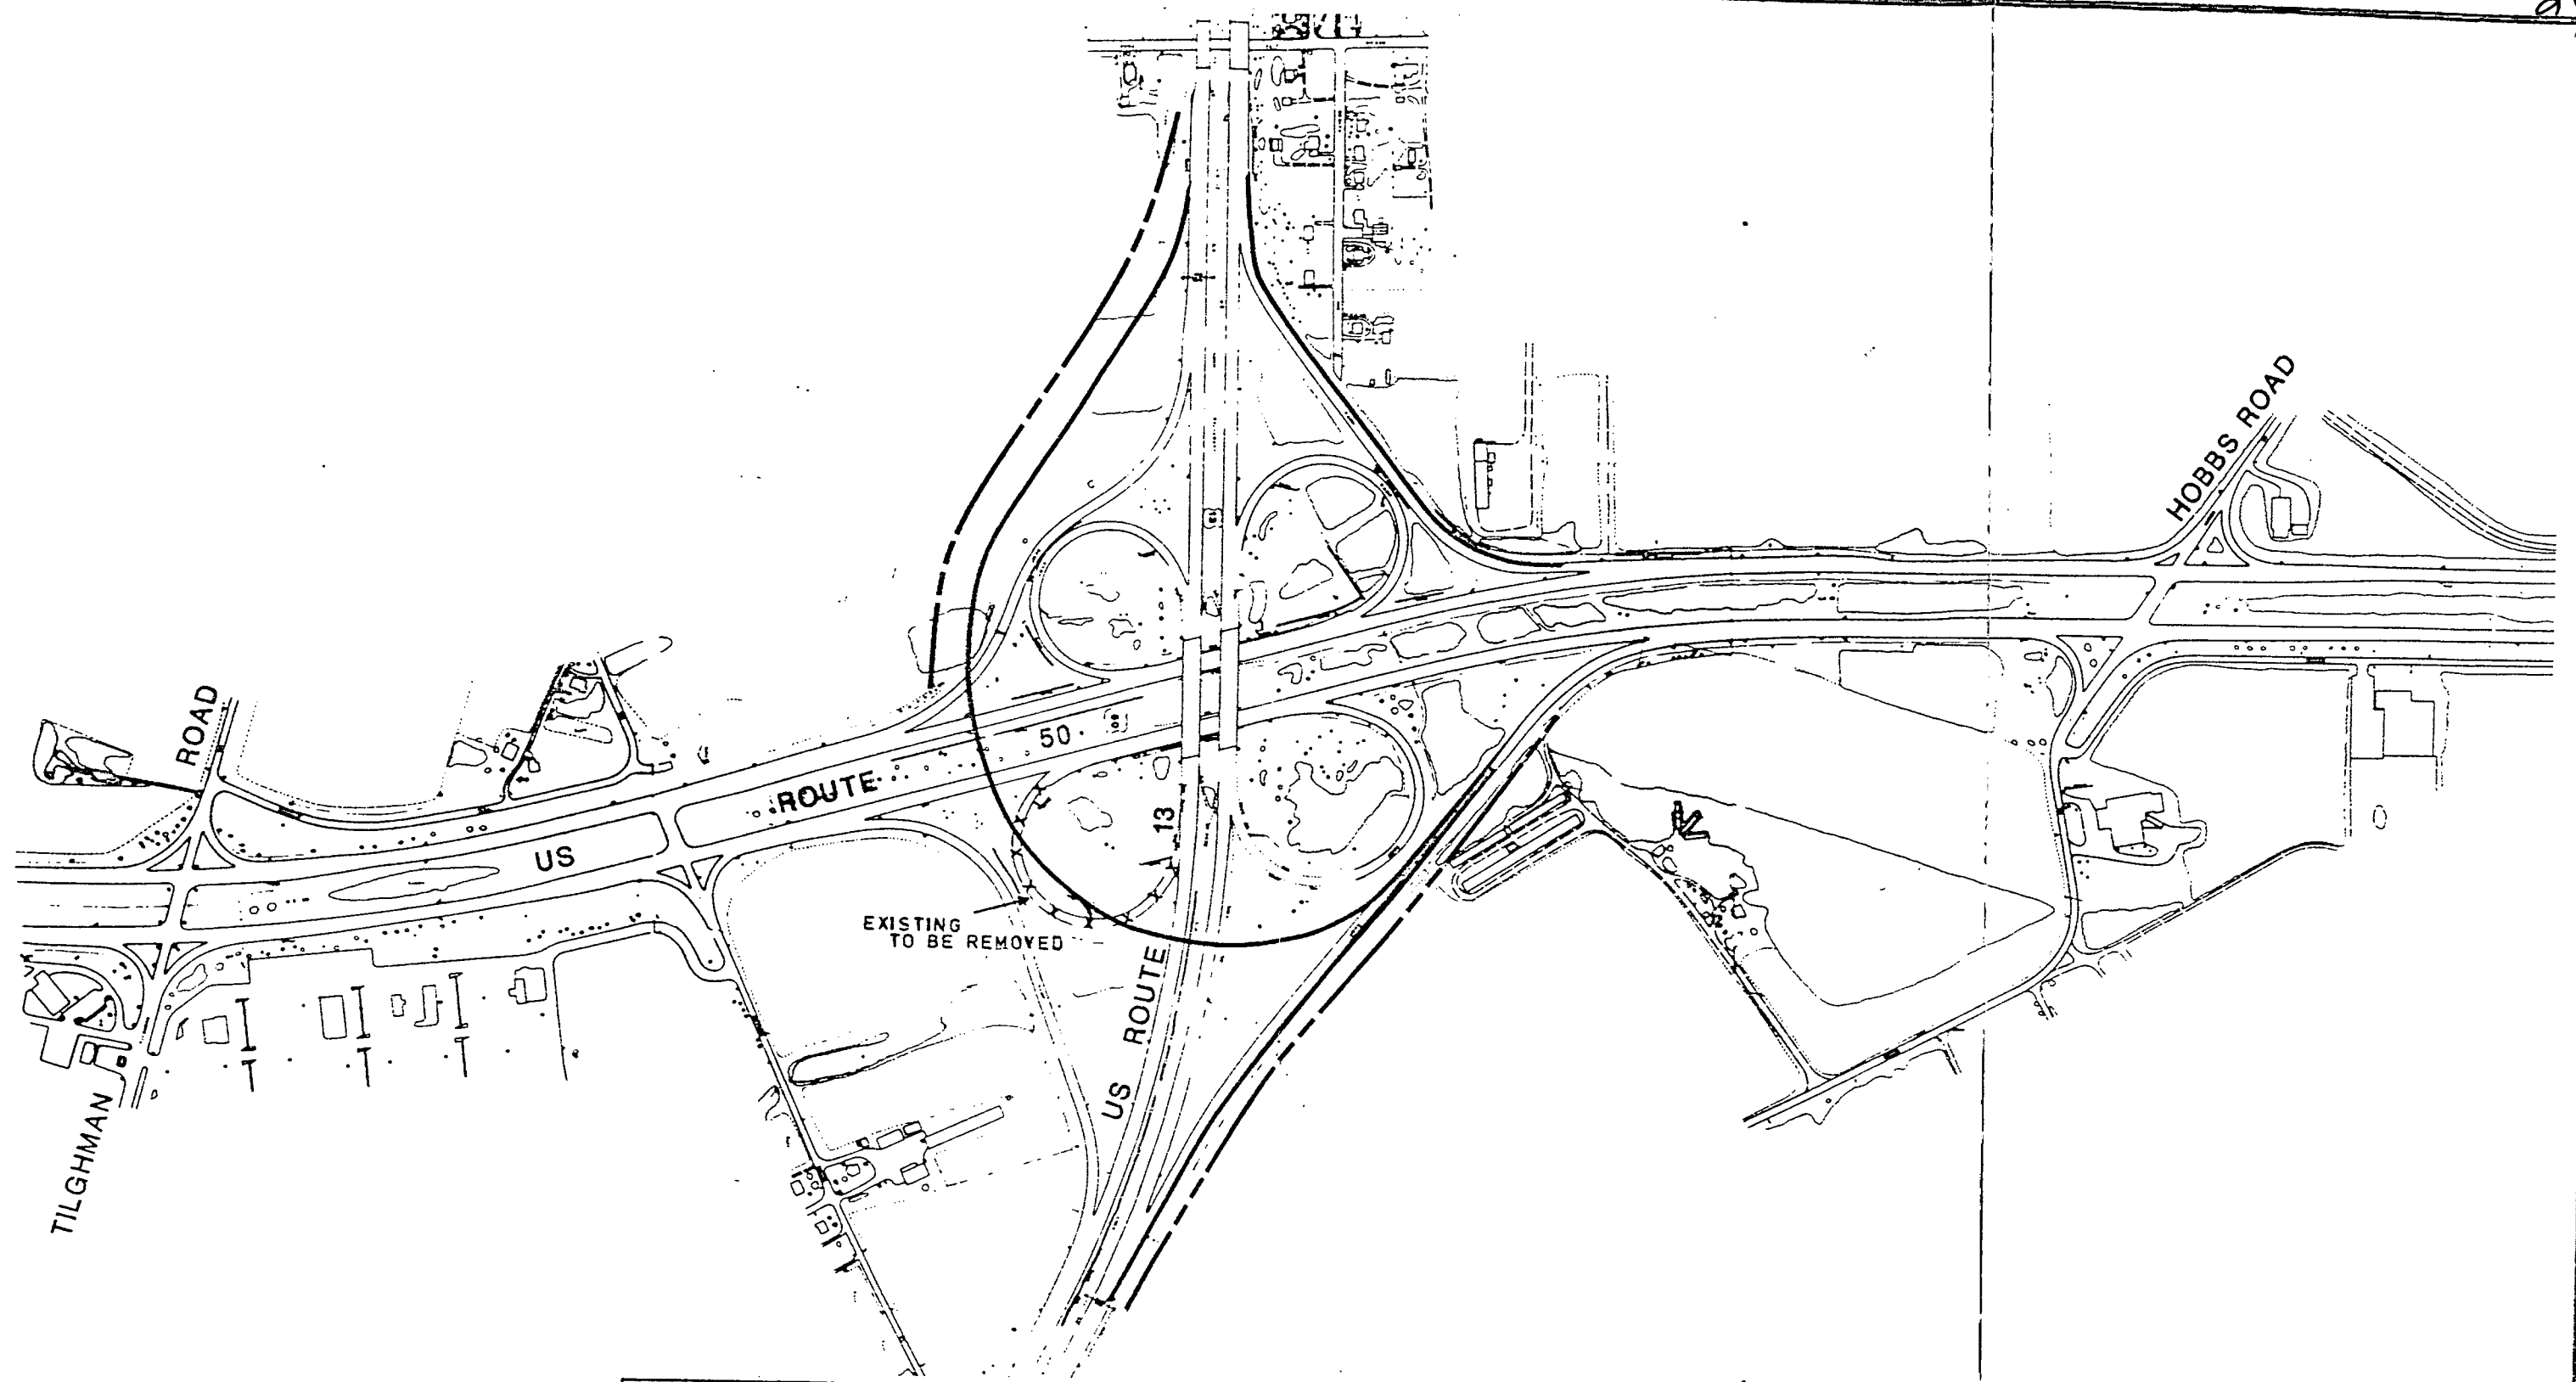 HOBBS ROAD
ROAD
TILGHMAN
US
ROUTE
50
13
ROUTE
US
EXISTING
TO BE REMOVED